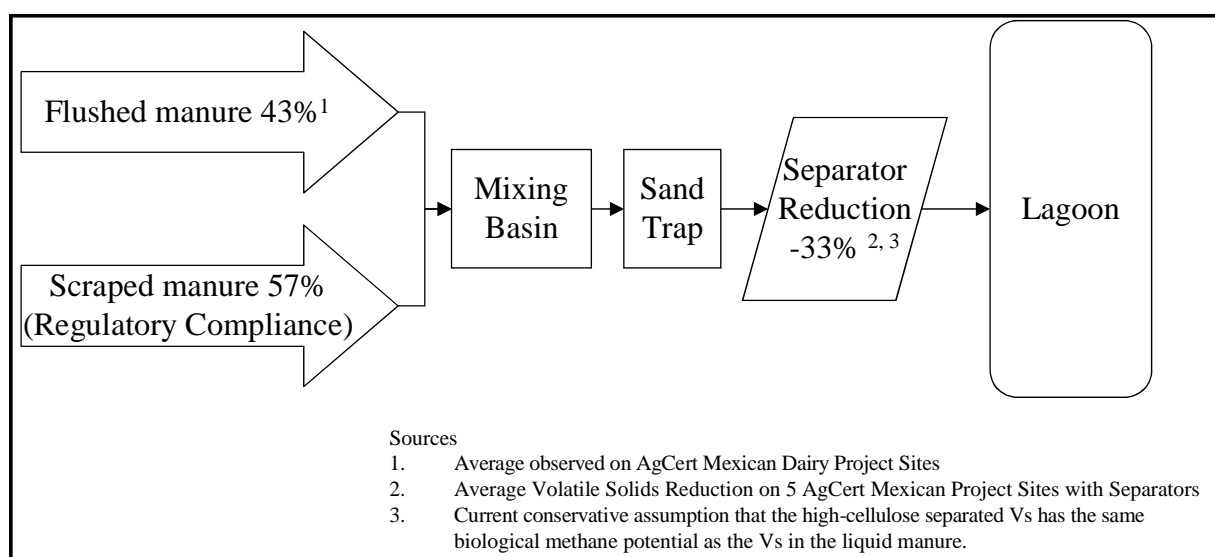 Flushed manure 43%1
Scraped manure 57%
(Regulatory Compliance)
Mixing
Basin
Sand
Trap
Separator
Reduction
-33% 2, 3
Lagoon
Sources
1. Average observed on AgCert Mexican Dairy Project Sites
2. Average Volatile Solids Reduction on 5 AgCert Mexican Project Sites with Separators
3. Current conservative assumption that the high-cellulose separated Vs has the same
biological methane potential as the Vs in the liquid manure.